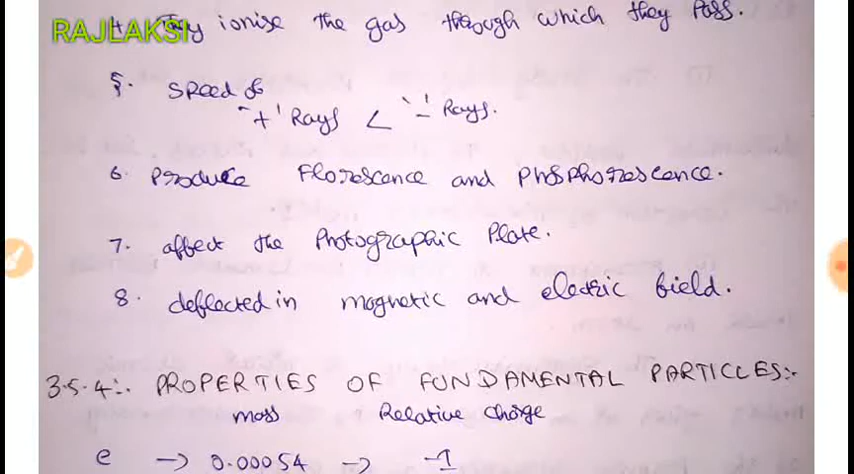 4. They ionise the gas through which they Pass.
RAJLAKSI
5. Speed of
'+' Rays < '-' Rays.
6. Produce Florescence and Phosphorescence.
7. affect the Photographic Plate.
8. deflected in magnetic and electric field.
3.5.4:. PROPERTIES OF FUNDAMENTAL PARTICLES:-
mass Relative Charge
e -> 0.00054 -> -1